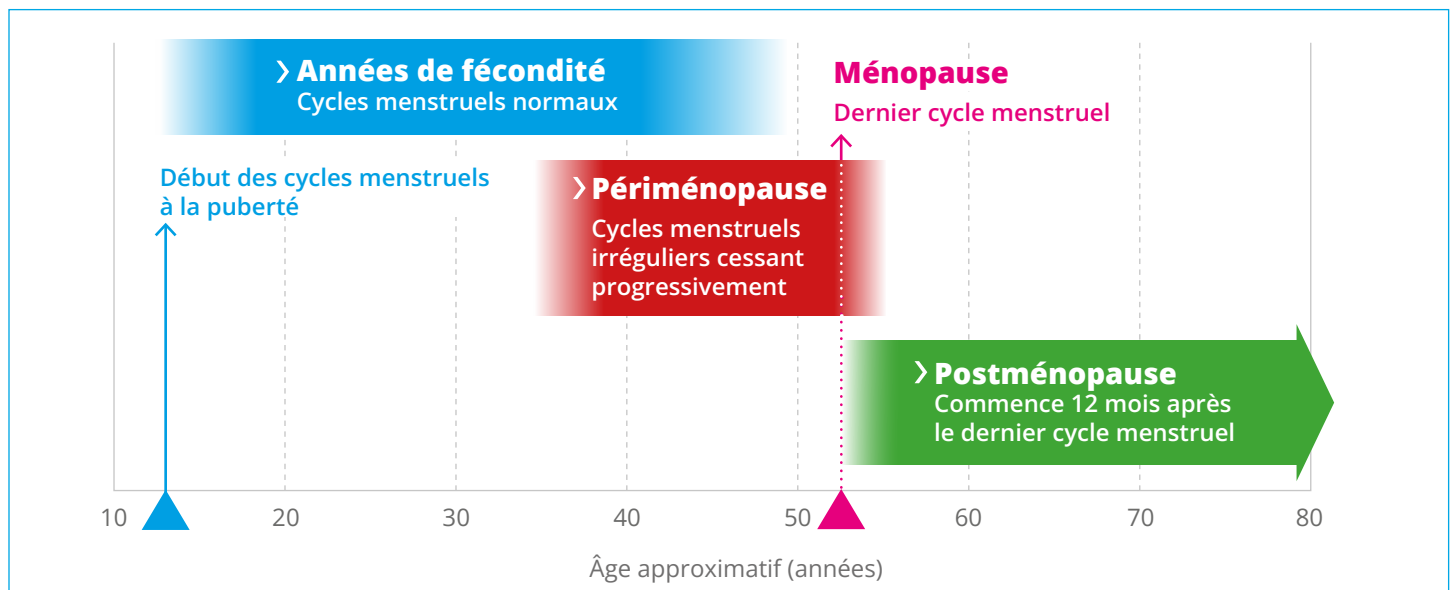 › Années de fécondité
Cycles menstruels normaux
Ménopause
Dernier cycle menstruel
Début des cycles menstruels
à la puberté
› Périménopause
Cycles menstruels
irréguliers cessant
progressivement
› Postménopause
Commence 12 mois après
le dernier cycle menstruel
10 20 30 40 50 60 70 80
Âge approximatif (années)